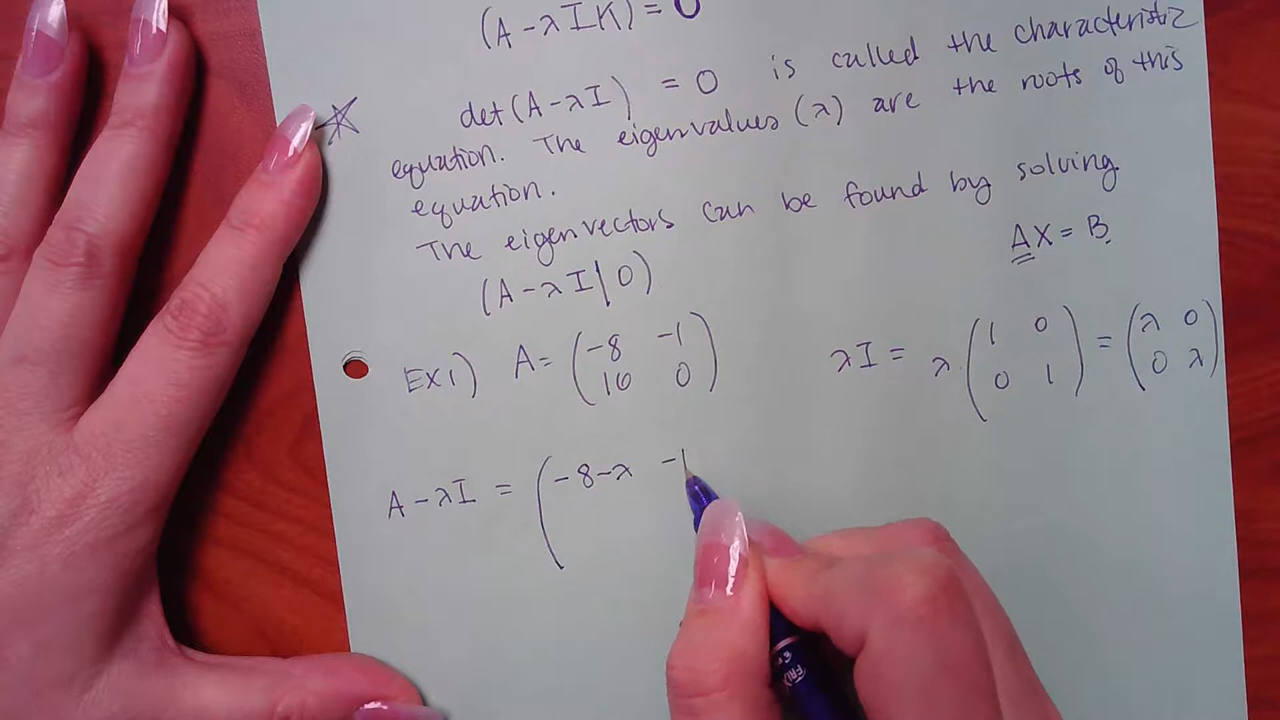 (A-λIK) = 0
det(A-λI) = 0 is called the characteristic
equation. The eigenvalues (λ) are the roots of this
equation.
The eigenvectors can be found by solving
(A-λI|0)
AX = B
EX1) A = (-8 -1
16 0)
λI = λ·(1 0
0 1) = (λ 0
0 λ)
A-λI = (-8-λ -1